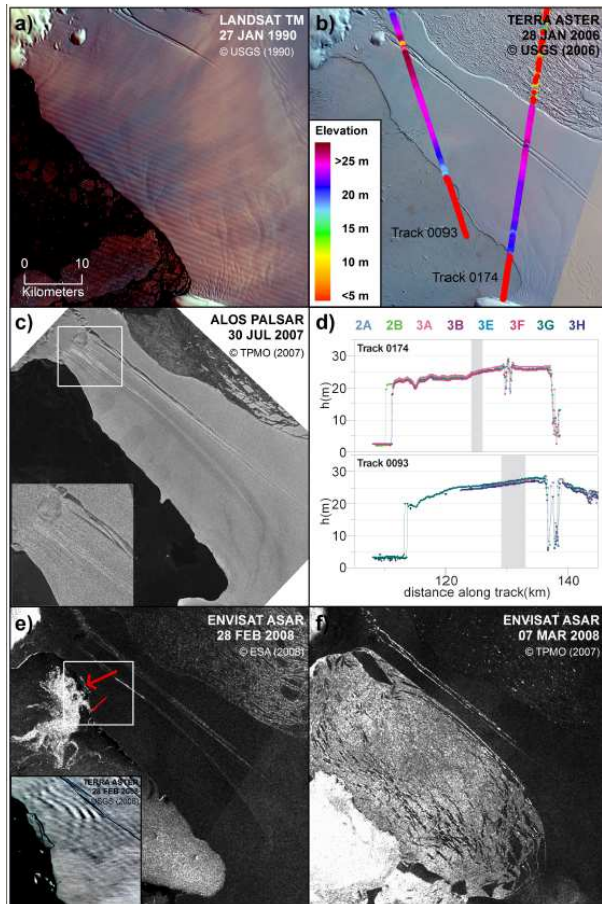 a)
LANDSAT TM
27 JAN 1990
© USGS (1990)
0 10
Kilometers
b)
TERRA ASTER
28 JAN 2006
© USGS (2006)
Elevation
>25 m
20 m
15 m
10 m
<5 m
Track 0093
Track 0174
c)
ALOS PALSAR
30 JUL 2007
© TPMO (2007)
d)
2A 2B 3A 3B 3E 3F 3G 3H
Track 0174
30
20
10
0
h(m)
Track 0093
30
20
10
0
h(m)
120 140
distance along track(km)
e)
ENVISAT ASAR
28 FEB 2008
© ESA (2008)
TERRA ASTER
28 FEB 2008
© USGS (2008)
f)
ENVISAT ASAR
07 MAR 2008
© TPMO (2007)